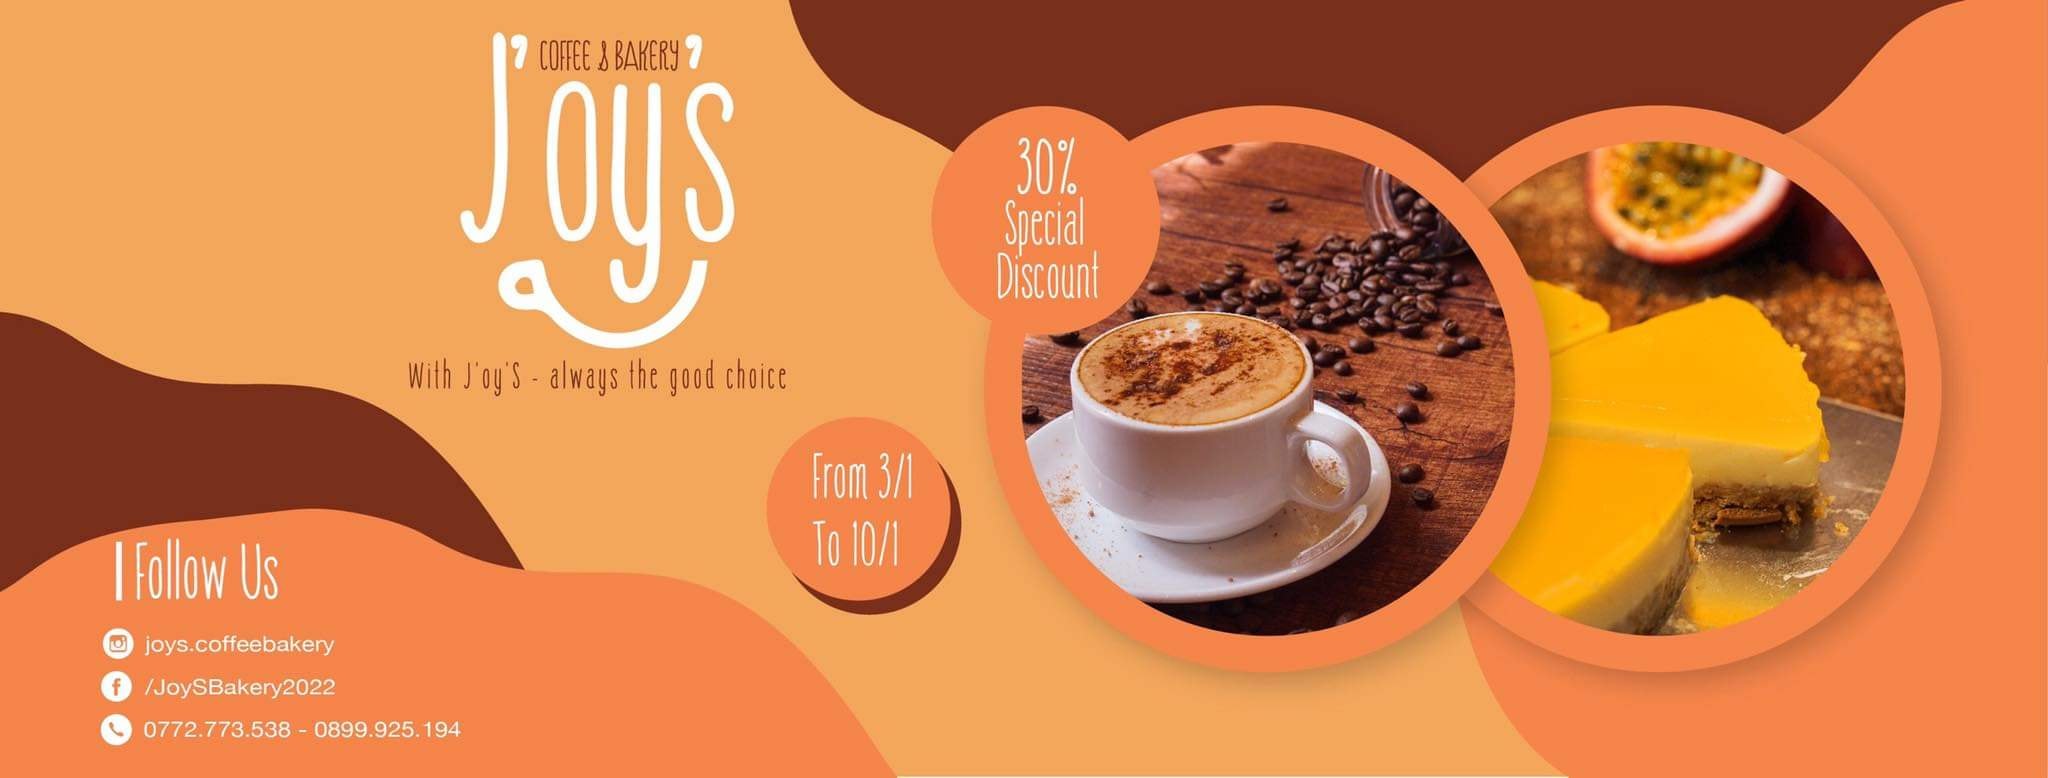 COFFEE & BAKERY
J'oy's
With J'oy'S - always the good choice
30%
Special
Discount
From 3/1
To 10/1
Follow Us
joys.coffeebakery
/JoySBakery2022
0772.773.538 - 0899.925.194